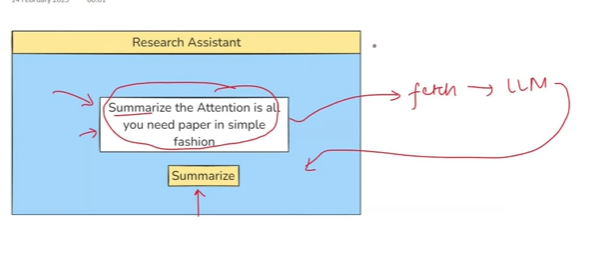 Research Assistant
Summarize the Attention is all
you need paper in simple
fashion
Summarize
fetch → LLM